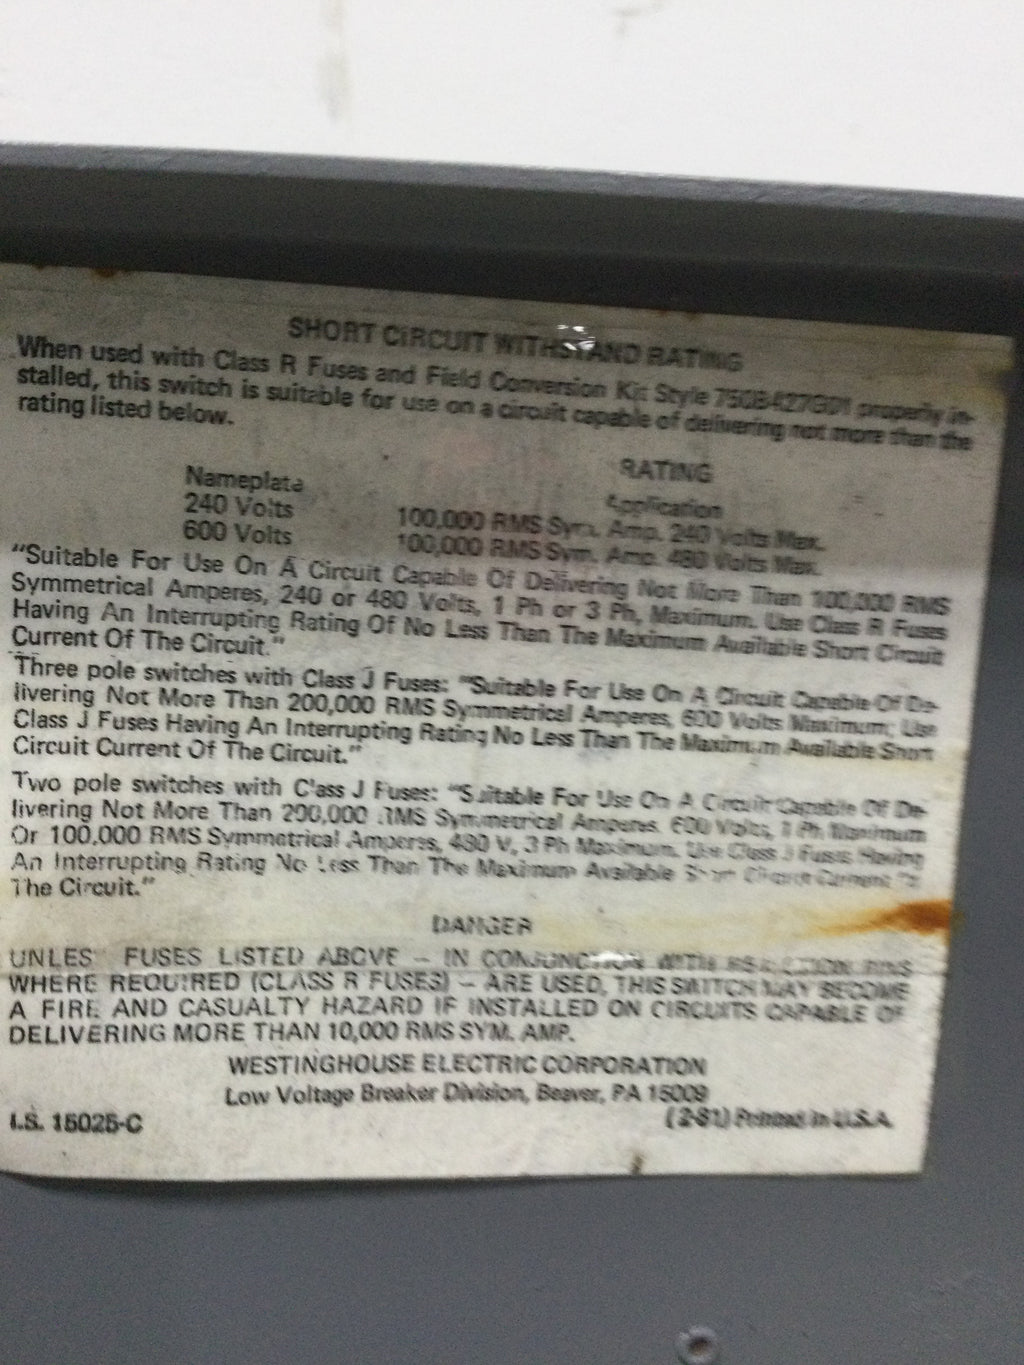 SHORT CIRCUIT WITHSTAND RATING
When used with Class R Fuses and Field Conversion Kit Style 750B427G01 properly in-
stalled, this switch is suitable for use on a circuit capable of delivering not more than the
rating listed below.
RATING
Nameplate Application
240 Volts 100,000 RMS Sym. Amp. 240 Volts Max.
600 Volts 100,000 RMS Sym. Amp. 480 Volts Max.
"Suitable For Use On A Circuit Capable Of Delivering Not More Than 100,000 RMS
Symmetrical Amperes, 240 or 480 Volts, 1 Ph or 3 Ph, Maximum. Use Class R Fuses
Having An Interrupting Rating Of No Less Than The Maximum Available Short Circuit
Current Of The Circuit."
Three pole switches with Class J Fuses: "Suitable For Use On A Circuit Capable Of De-
livering Not More Than 200,000 RMS Symmetrical Amperes, 600 Volts Maximum; Use
Class J Fuses Having An Interrupting Rating No Less Than The Maximum Available Short
Circuit Current Of The Circuit."
Two pole switches with Class J Fuses: "Suitable For Use On A Circuit Capable Of De-
livering Not More Than 200,000 RMS Symmetrical Amperes, 600 Volts, 1 Ph Maximum
Or 100,000 RMS Symmetrical Amperes, 480 V, 3 Ph Maximum. Use Class J Fuses Having
An Interrupting Rating No Less Than The Maximum Available Short Circuit Current
The Circuit."
DANGER
UNLES FUSES LISTED ABOVE – IN CONJUNCTION WITH PINS
WHERE REQUIRED (CLASS R FUSES) – ARE USED, THIS SWITCH MAY BECOME
A FIRE AND CASUALTY HAZARD IF INSTALLED ON CIRCUITS CAPABLE OF
DELIVERING MORE THAN 10,000 RMS SYM. AMP.
WESTINGHOUSE ELECTRIC CORPORATION
Low Voltage Breaker Division, Beaver, PA 15009
I.S. 15025-C (2-81) Printed in U.S.A.